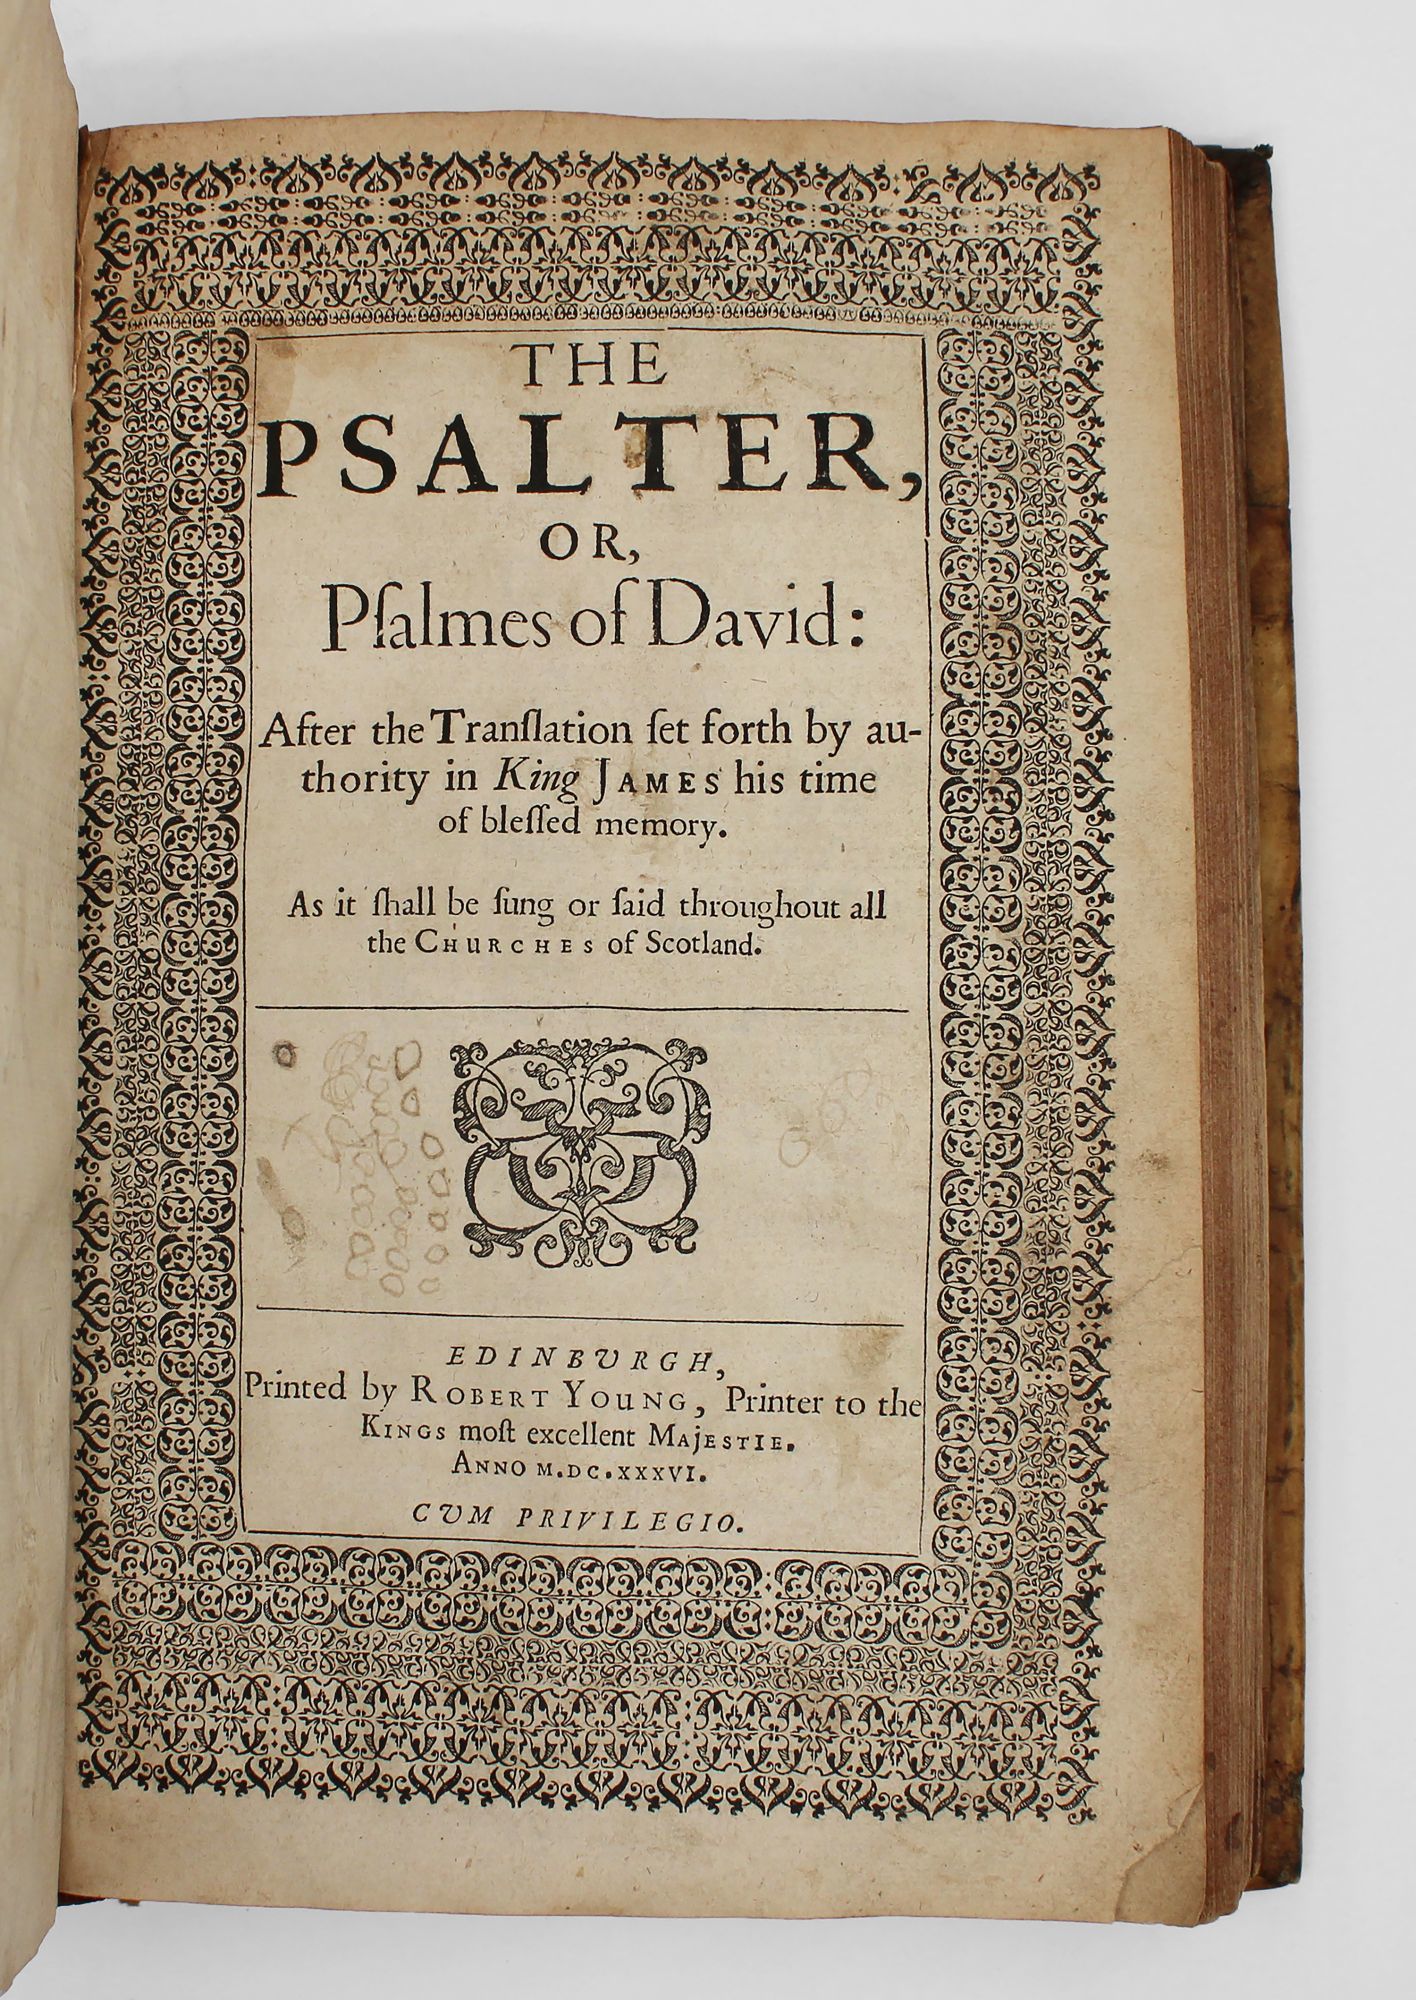 THE
PSALTER,
OR,
Pſalmes of David:
After the Tranſlation ſet forth by au-
thority in King JAMES his time
of bleſſed memory.
As it ſhall be ſung or ſaid throughout all
the CHURCHES of Scotland.
EDINBVRGH,
Printed by ROBERT YOUNG, Printer to the
KINGS moſt excellent MAJESTIE.
ANNO M.DC.XXXVI.
CVM PRIVILEGIO.